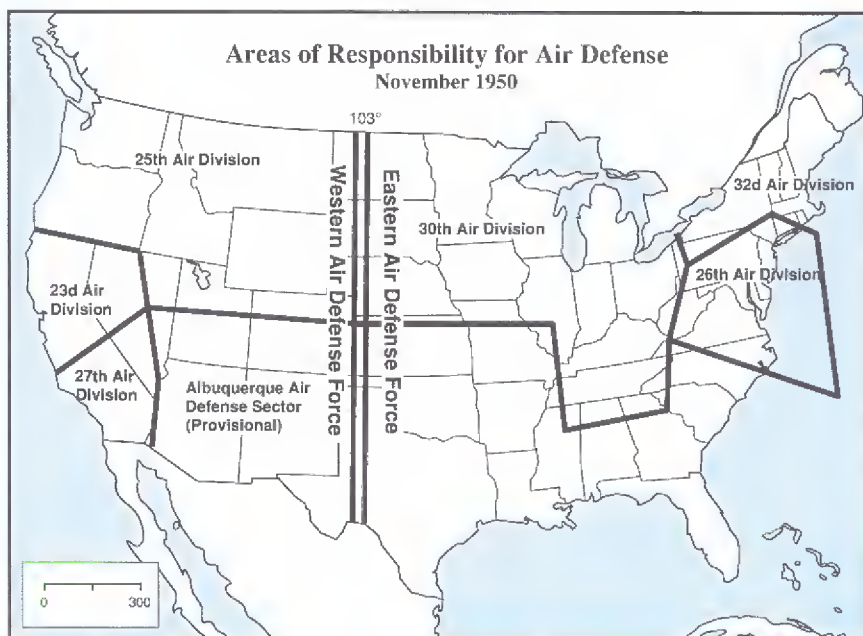 Areas of Responsibility for Air Defense
November 1950
103°
25th Air Division
Western Air Defense Force
Eastern Air Defense Force
30th Air Division
32d Air Division
26th Air Division
23d Air
Division
27th Air
Division
Albuquerque Air
Defense Sector
(Provisional)
0
300